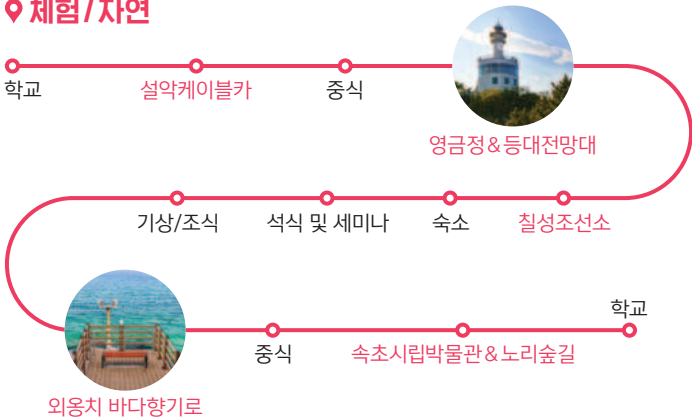 체험 / 자연
학교
설악케이블카
중식
영금정&등대전망대
칠성조선소
숙소
석식 및 세미나
기상/조식
외옹치 바다향기로
중식
속초시립박물관&노리숲길
학교